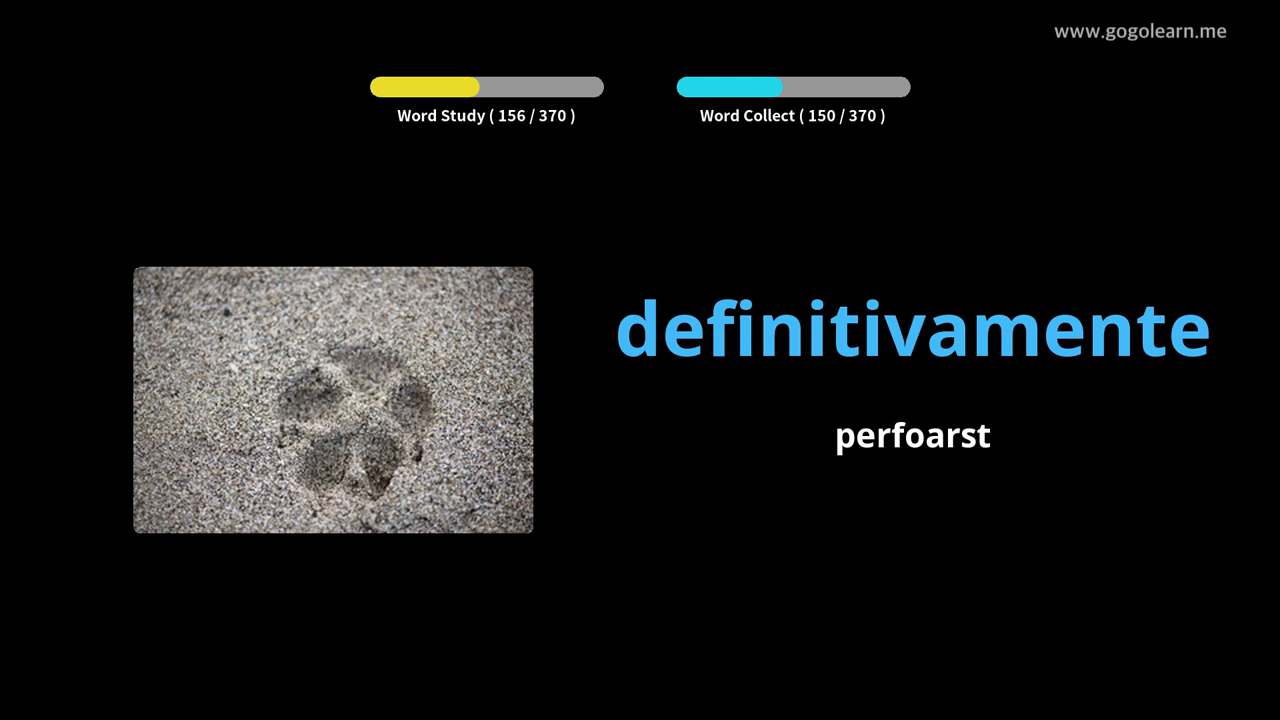 www.gogolearn.me
Word Study ( 156 / 370 )
Word Collect ( 150 / 370 )
definitivamente
perfoarst